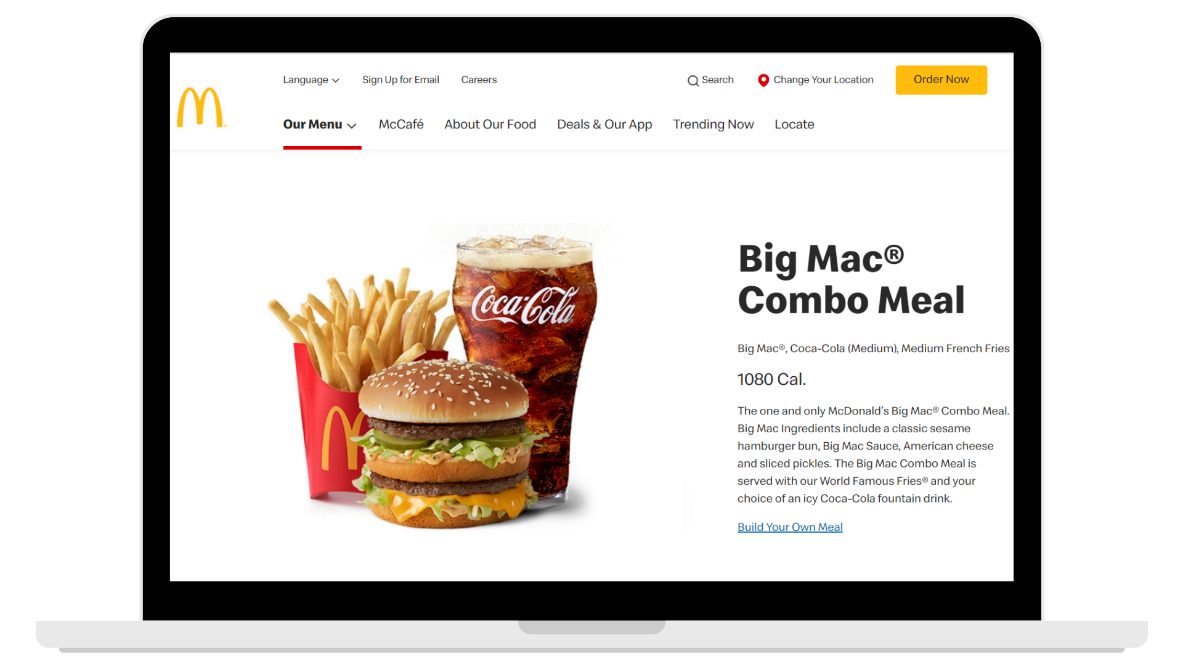 Language
Sign Up for Email
Careers
Search
Change Your Location
Order Now
Our Menu
McCafé
About Our Food
Deals & Our App
Trending Now
Locate
Coca-Cola
Big Mac®
Combo Meal
Big Mac®, Coca-Cola (Medium), Medium French Fries
1080 Cal.
The one and only McDonald's Big Mac® Combo Meal.
Big Mac Ingredients include a classic sesame
hamburger bun, Big Mac Sauce, American cheese
and sliced pickles. The Big Mac Combo Meal is
served with our World Famous Fries® and your
choice of an icy Coca-Cola fountain drink.
Build Your Own Meal